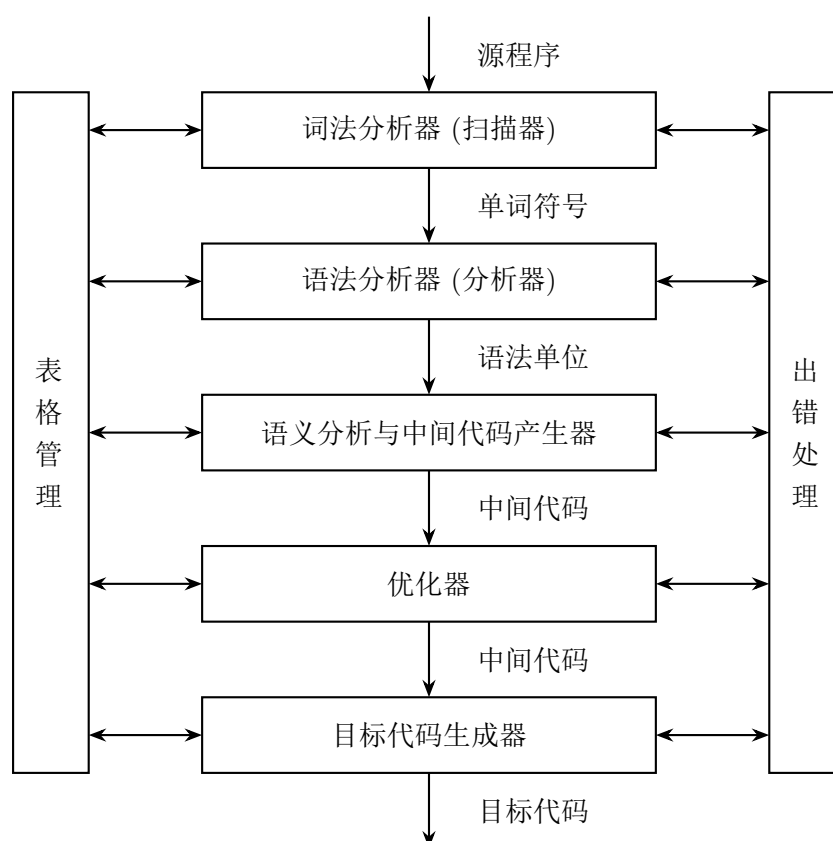 源程序
词法分析器 (扫描器)
单词符号
语法分析器 (分析器)
语法单位
语义分析与中间代码产生器
中间代码
优化器
中间代码
目标代码生成器
目标代码
表格管理
出错处理